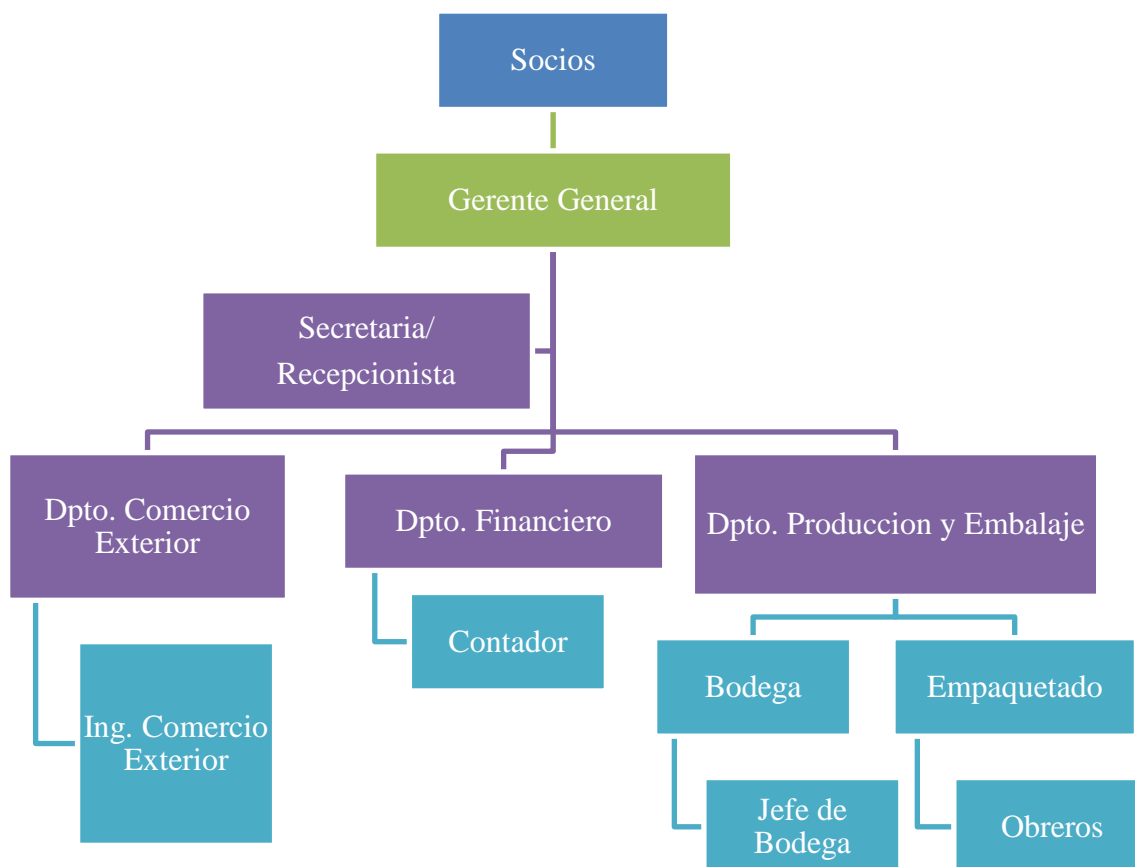 Socios
Gerente General
Secretaria/
Recepcionista
Dpto. Comercio
Exterior
Dpto. Financiero
Dpto. Produccion y Embalaje
Ing. Comercio
Exterior
Contador
Bodega
Empaquetado
Jefe de
Bodega
Obreros